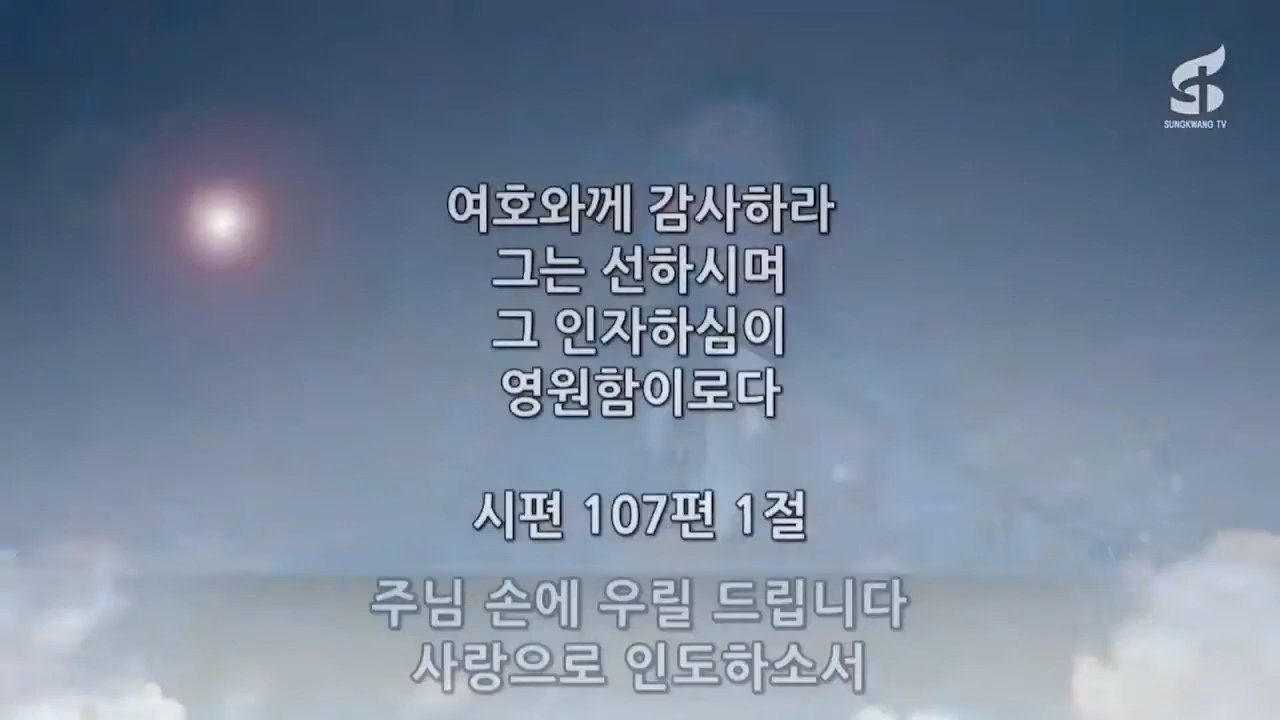 SUNGKWANG TV
여호와께 감사하라
그는 선하시며
그 인자하심이
영원함이로다
시편 107편 1절
주님 손에 우릴 드립니다
사랑으로 인도하소서